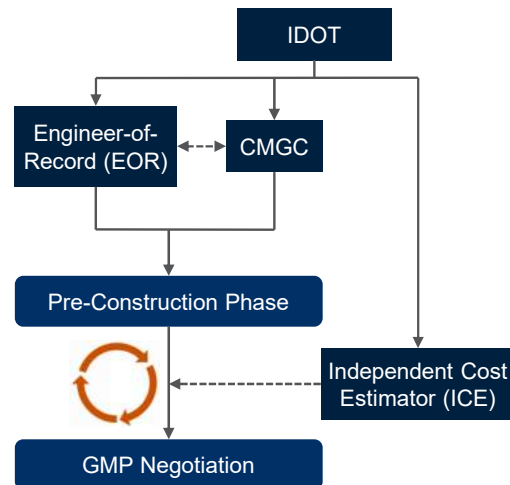 IDOT
Engineer-of-
Record (EOR)
CMGC
Pre-Construction Phase
Independent Cost
Estimator (ICE)
GMP Negotiation